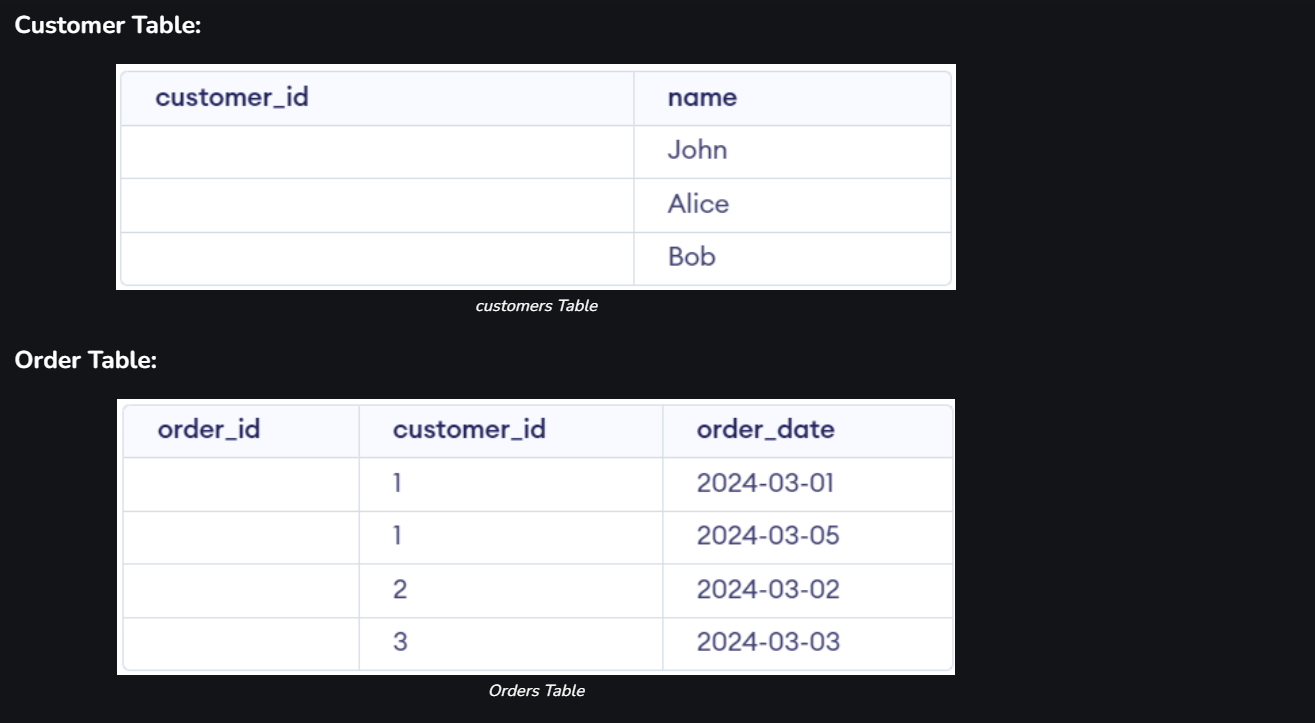 Customer Table:
customer_id name
John
Alice
Bob
customers Table
Order Table:
order_id customer_id order_date
1 2024-03-01
1 2024-03-05
2 2024-03-02
3 2024-03-03
Orders Table